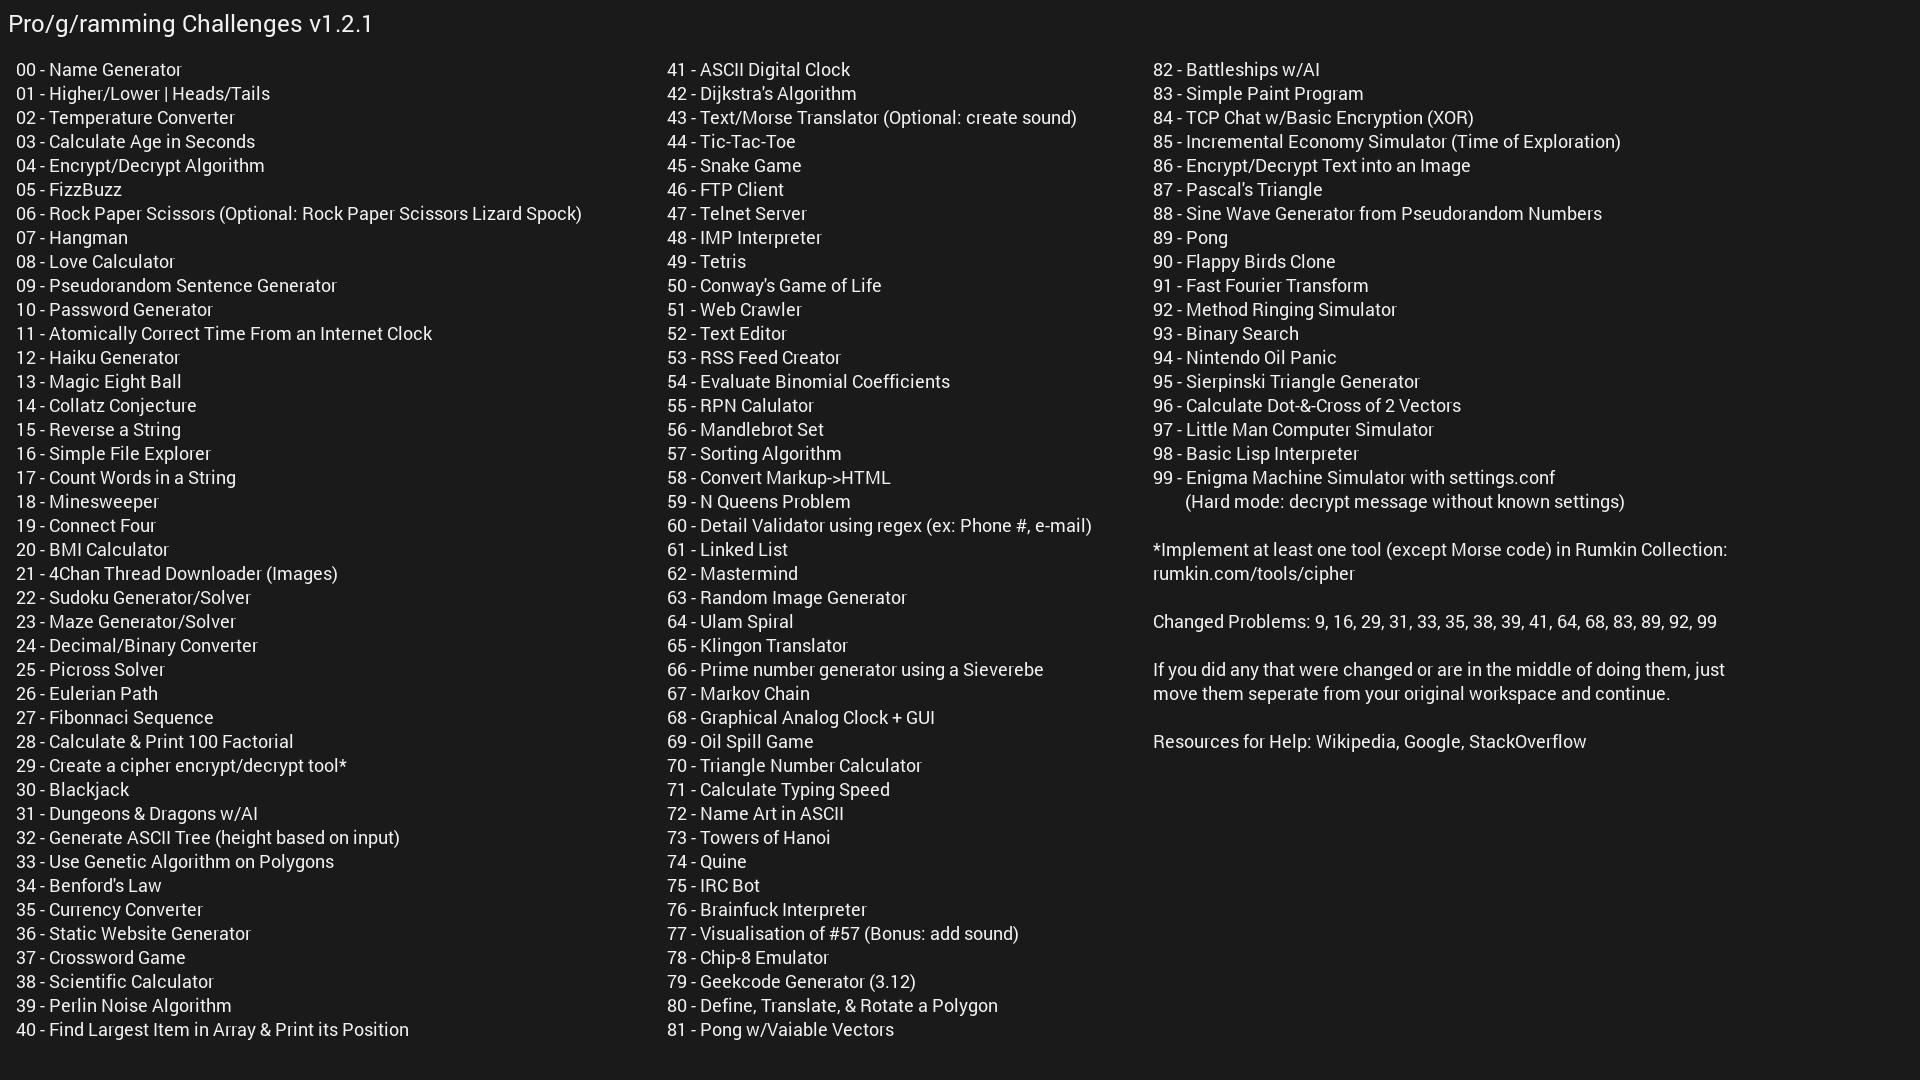 Pro/g/ramming Challenges v1.2.1
00 - Name Generator
01 - Higher/Lower | Heads/Tails
02 - Temperature Converter
03 - Calculate Age in Seconds
04 - Encrypt/Decrypt Algorithm
05 - FizzBuzz
06 - Rock Paper Scissors (Optional: Rock Paper Scissors Lizard Spock)
07 - Hangman
08 - Love Calculator
09 - Pseudorandom Sentence Generator
10 - Password Generator
11 - Atomically Correct Time From an Internet Clock
12 - Haiku Generator
13 - Magic Eight Ball
14 - Collatz Conjecture
15 - Reverse a String
16 - Simple File Explorer
17 - Count Words in a String
18 - Minesweeper
19 - Connect Four
20 - BMI Calculator
21 - 4Chan Thread Downloader (Images)
22 - Sudoku Generator/Solver
23 - Maze Generator/Solver
24 - Decimal/Binary Converter
25 - Picross Solver
26 - Eulerian Path
27 - Fibonnaci Sequence
28 - Calculate & Print 100 Factorial
29 - Create a cipher encrypt/decrypt tool*
30 - Blackjack
31 - Dungeons & Dragons w/AI
32 - Generate ASCII Tree (height based on input)
33 - Use Genetic Algorithm on Polygons
34 - Benford's Law
35 - Currency Converter
36 - Static Website Generator
37 - Crossword Game
38 - Scientific Calculator
39 - Perlin Noise Algorithm
40 - Find Largest Item in Array & Print its Position
41 - ASCII Digital Clock
42 - Dijkstra's Algorithm
43 - Text/Morse Translator (Optional: create sound)
44 - Tic-Tac-Toe
45 - Snake Game
46 - FTP Client
47 - Telnet Server
48 - IMP Interpreter
49 - Tetris
50 - Conway's Game of Life
51 - Web Crawler
52 - Text Editor
53 - RSS Feed Creator
54 - Evaluate Binomial Coefficients
55 - RPN Calulator
56 - Mandlebrot Set
57 - Sorting Algorithm
58 - Convert Markup->HTML
59 - N Queens Problem
60 - Detail Validator using regex (ex: Phone #, e-mail)
61 - Linked List
62 - Mastermind
63 - Random Image Generator
64 - Ulam Spiral
65 - Klingon Translator
66 - Prime number generator using a Sieverebe
67 - Markov Chain
68 - Graphical Analog Clock + GUI
69 - Oil Spill Game
70 - Triangle Number Calculator
71 - Calculate Typing Speed
72 - Name Art in ASCII
73 - Towers of Hanoi
74 - Quine
75 - IRC Bot
76 - Brainfuck Interpreter
77 - Visualisation of #57 (Bonus: add sound)
78 - Chip-8 Emulator
79 - Geekcode Generator (3.12)
80 - Define, Translate, & Rotate a Polygon
81 - Pong w/Vaiable Vectors
82 - Battleships w/AI
83 - Simple Paint Program
84 - TCP Chat w/Basic Encryption (XOR)
85 - Incremental Economy Simulator (Time of Exploration)
86 - Encrypt/Decrypt Text into an Image
87 - Pascal's Triangle
88 - Sine Wave Generator from Pseudorandom Numbers
89 - Pong
90 - Flappy Birds Clone
91 - Fast Fourier Transform
92 - Method Ringing Simulator
93 - Binary Search
94 - Nintendo Oil Panic
95 - Sierpinski Triangle Generator
96 - Calculate Dot-&-Cross of 2 Vectors
97 - Little Man Computer Simulator
98 - Basic Lisp Interpreter
99 - Enigma Machine Simulator with settings.conf
(Hard mode: decrypt message without known settings)
*Implement at least one tool (except Morse code) in Rumkin Collection:
rumkin.com/tools/cipher
Changed Problems: 9, 16, 29, 31, 33, 35, 38, 39, 41, 64, 68, 83, 89, 92, 99
If you did any that were changed or are in the middle of doing them, just
move them seperate from your original workspace and continue.
Resources for Help: Wikipedia, Google, StackOverflow